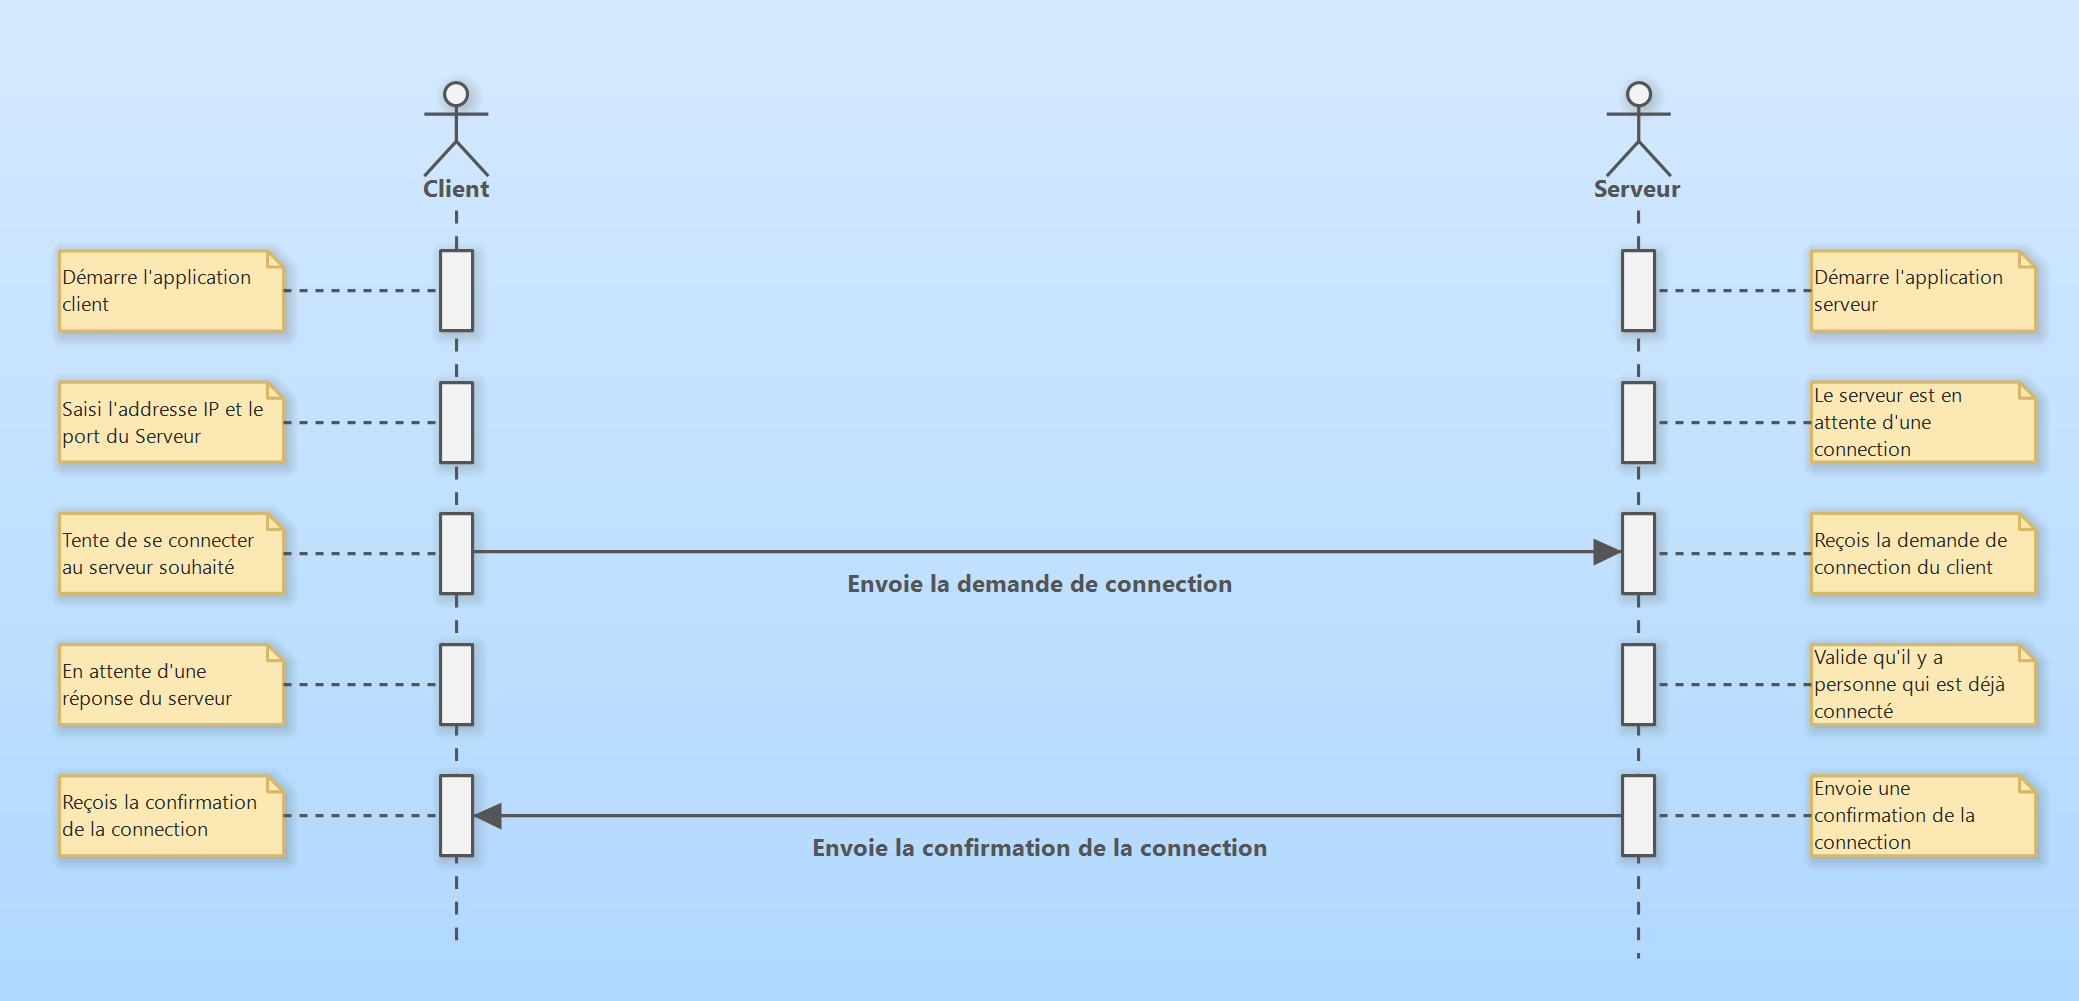 Client
Serveur
Démarre l'application
client
Démarre l'application
serveur
Saisi l'addresse IP et le
port du Serveur
Le serveur est en
attente d'une
connection
Tente de se connecter
au serveur souhaité
Envoie la demande de connection
Reçois la demande de
connection du client
En attente d'une
réponse du serveur
Valide qu'il y a
personne qui est déjà
connecté
Reçois la confirmation
de la connection
Envoie la confirmation de la connection
Envoie une
confirmation de la
connection